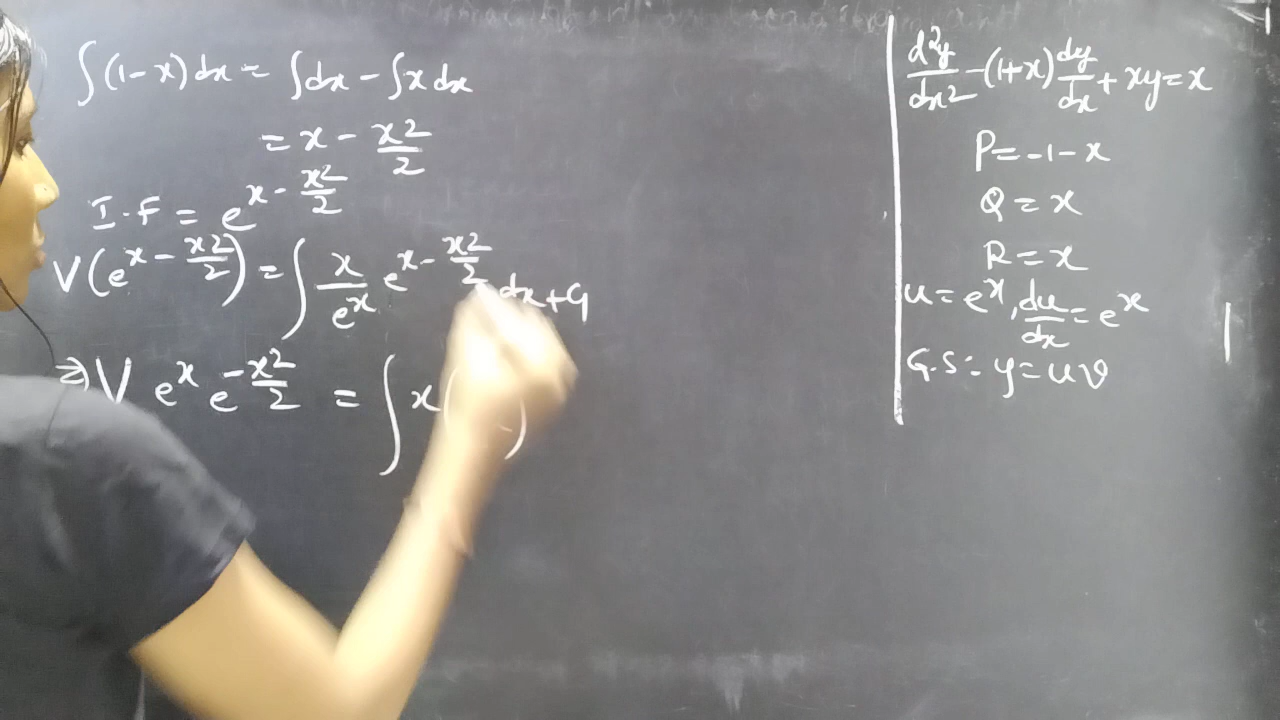 ∫(1-x)dx = ∫dx - ∫x dx
= x - x2/2
I.F = e^{x - x2/2}
V(e^{x - x2/2}) = ∫ x/e^x e^{x - x2/2} dx + C1
⇒ V e^x e^{-x2/2} = ∫ x( )
d²y/dx2 - (1+x) dy/dx + xy = x
P = -1 - x
Q = x
R = x
u = e^x, du/dx = e^x
G.S: y = uv